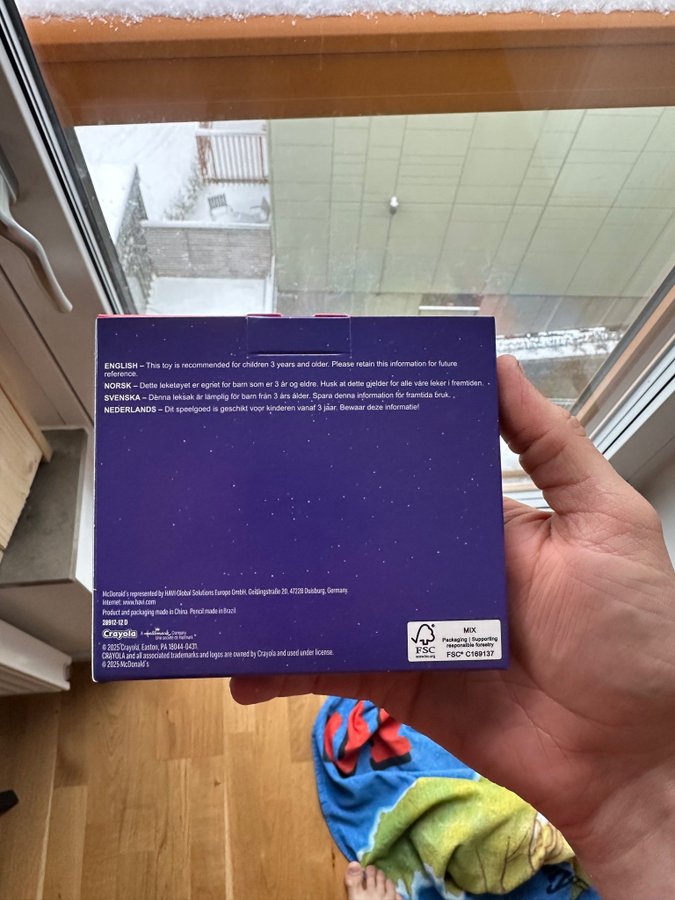 ENGLISH – This toy is recommended for children 3 years and older. Please retain this information for future
reference.
NORSK – Dette leketøyet er egnet for barn som er 3 år og eldre. Husk at dette gjelder for alle våre leker i fremtiden.
SVENSKA – Denna leksak är lämplig för barn från 3 års ålder. Spara denna information för framtida bruk.
NEDERLANDS – Dit speelgoed is geschikt voor kinderen vanaf 3 jaar. Bewaar deze informatie!
McDonald's represented by HAVI Global Solutions Europe GmbH, Geitlingstraße 20, 47228 Duisburg, Germany.
Internet: www.havi.com
Product and packaging made in China. Pencil made in Brazil
28912-12 D
Crayola A Hallmark Company
© 2025 Crayola, Easton, PA 18044-0431.
CRAYOLA and all associated trademarks and logos are owned by Crayola and used under license.
© 2025 McDonald's
FSC
www.fsc.org
MIX
Packaging | Supporting
responsible forestry
FSC® C169137